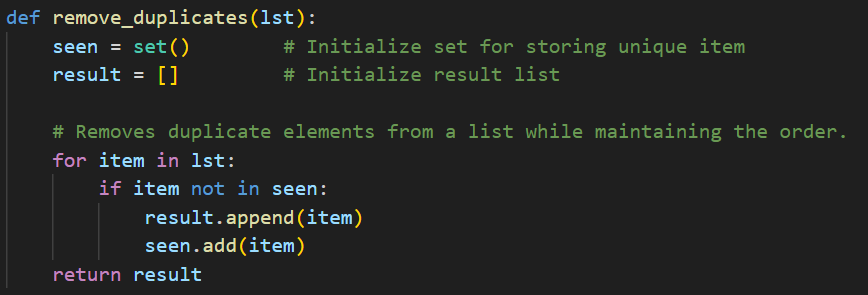 def remove_duplicates(lst):
    seen = set()        # Initialize set for storing unique item
    result = []         # Initialize result list

    # Removes duplicate elements from a list while maintaining the order.
    for item in lst:
        if item not in seen:
            result.append(item)
            seen.add(item)
    return result